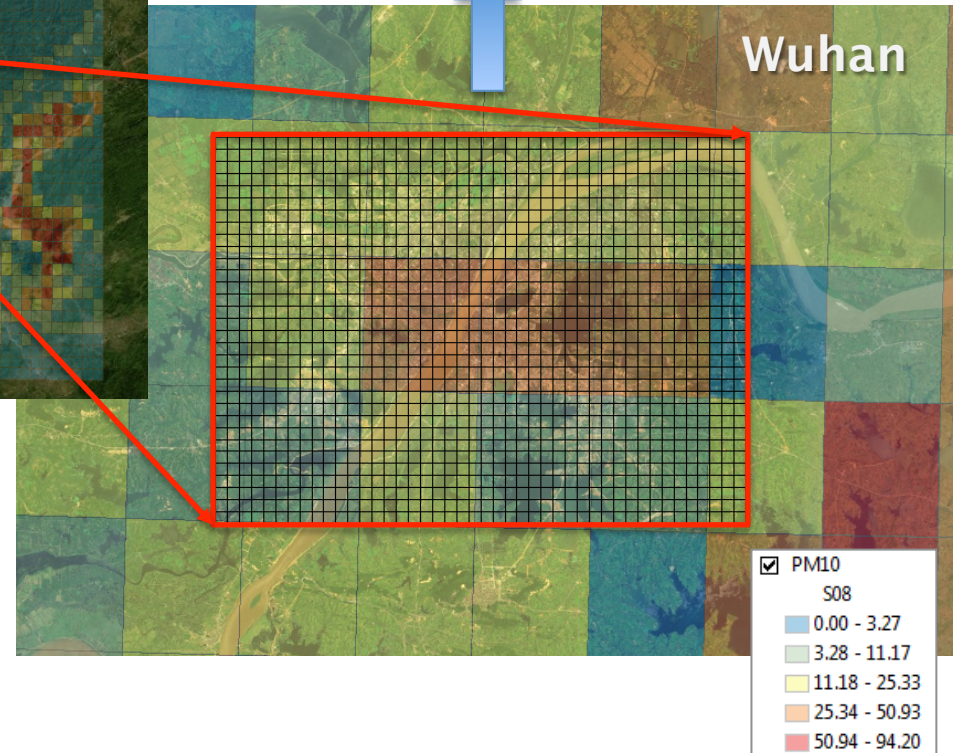 Wuhan
PM10
S08
0.00 - 3.27
3.28 - 11.17
11.18 - 25.33
25.34 - 50.93
50.94 - 94.20